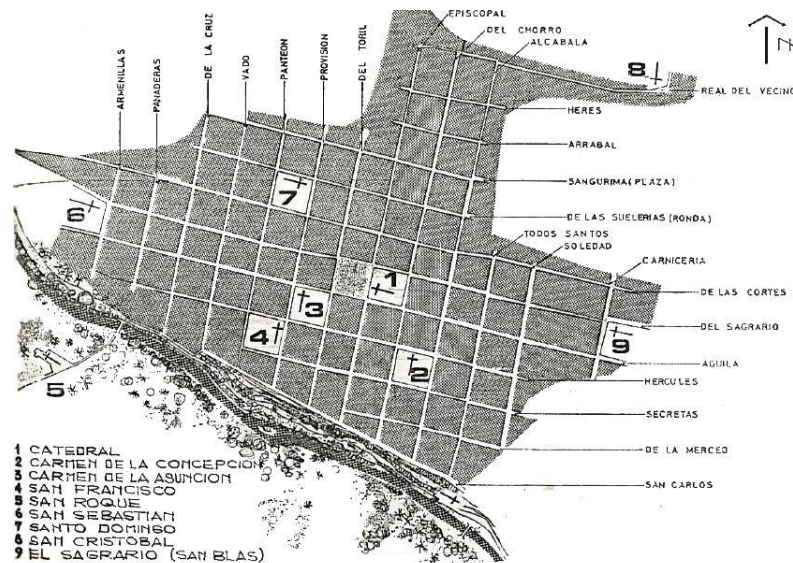 EPISCOPAL
DEL CHORRO
ALCABALA
N
8
REAL DEL VECINO
ARMENILLAS
PANADERAS
DE LA CRUZ
VADO
PANTEON
PROVISION
DEL TORIL
HERES
ARRABAL
SANGURIMA (PLAZA)
7
6
DE LAS SUELERIAS (RONDA)
TODOS SANTOS
SOLEDAD
CARNICERIA
1
DE LAS CORTES
3
DEL SAGRARIO
4
9
2
AGUILA
5
HERCULES
SECRETAS
DE LA MERCED
SAN CARLOS
1 CATEDRAL
2 CARMEN DE LA CONCEPCION
3 CARMEN DE LA ASUNCION
4 SAN FRANCISCO
5 SAN ROQUE
6 SAN SEBASTIAN
7 SANTO DOMINGO
8 SAN CRISTOBAL
9 EL SAGRARIO (SAN BLAS)